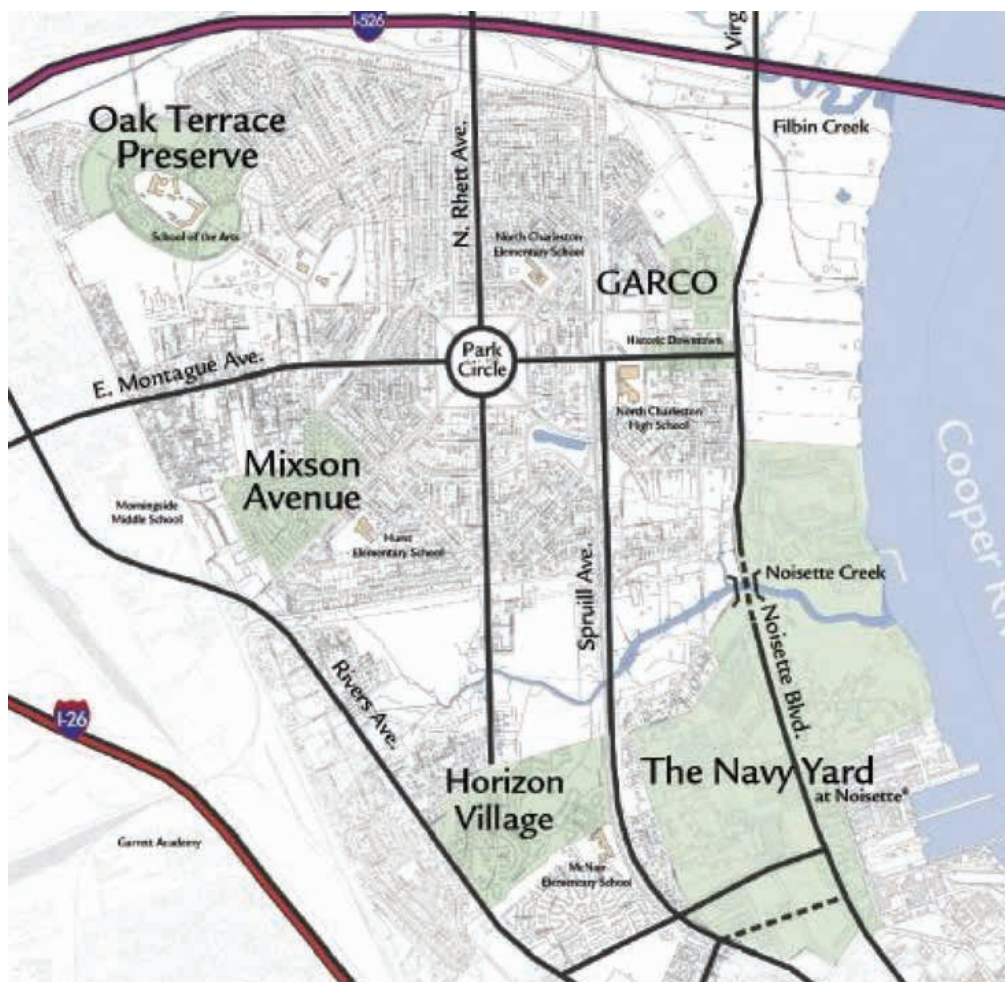 I-526
Virg
Oak Terrace
Preserve
Filbin Creek
N. Rhett Ave.
School of the Arts
North Charleston
Elementary School
GARCO
Historic Downtown
Park
Circle
E. Montague Ave.
North Charleston
High School
Cooper R
Mixson
Avenue
Morningside
Middle School
Hurst
Elementary School
Noisette Creek
Spruill Ave.
Noisette Blvd.
Rivers Ave.
I-26
Horizon
Village
The Navy Yard
at Noisette®
Garrett Academy
McNair
Elementary School